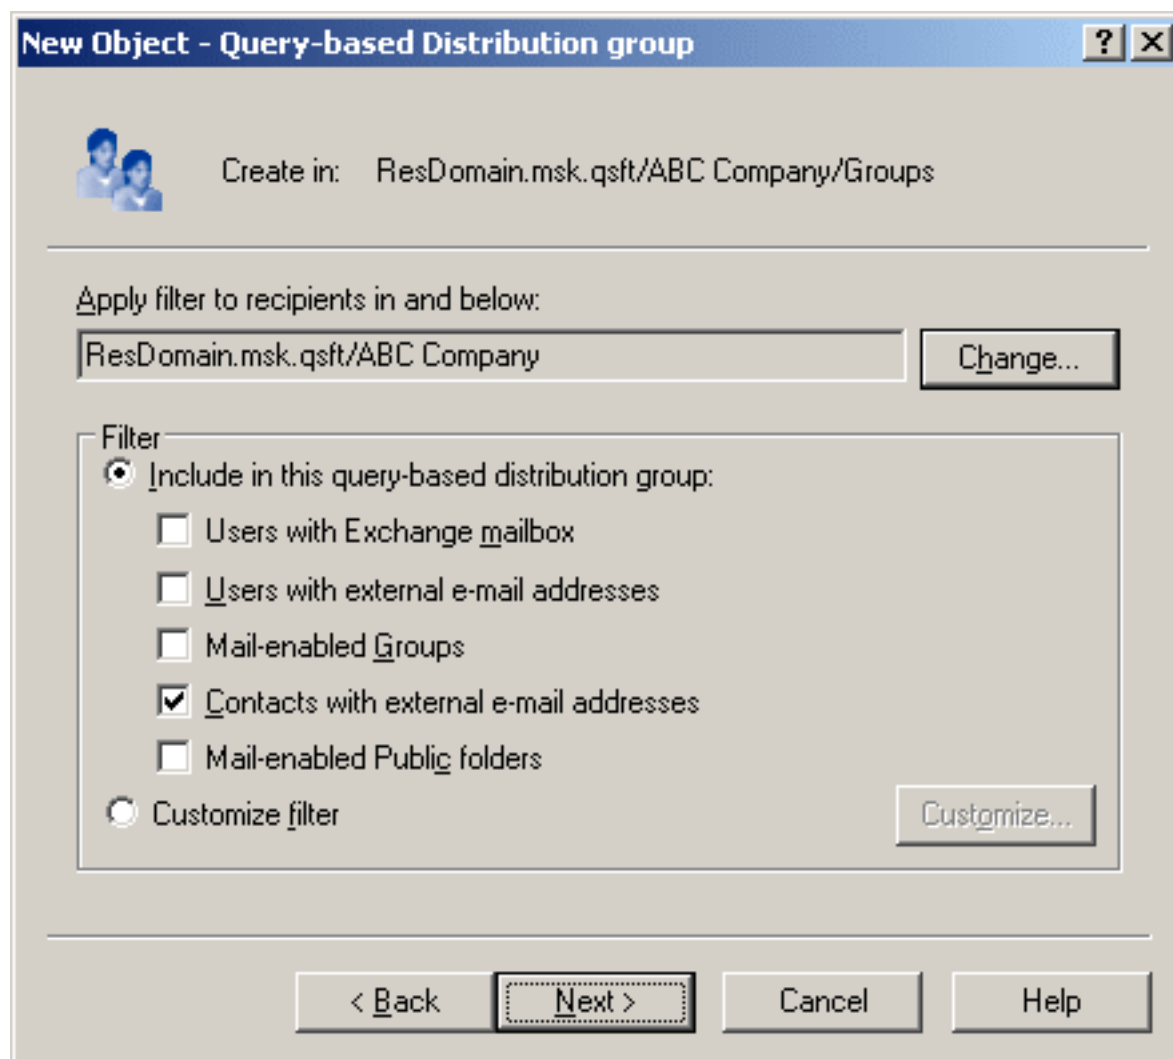 New Object - Query-based Distribution group
Create in: ResDomain.msk.qsft/ABC Company/Groups
Apply filter to recipients in and below:
ResDomain.msk.qsft/ABC Company
Change...
Filter
Include in this query-based distribution group:
Users with Exchange mailbox
Users with external e-mail addresses
Mail-enabled Groups
Contacts with external e-mail addresses
Mail-enabled Public folders
Customize filter
Customize...
< Back
Next >
Cancel
Help